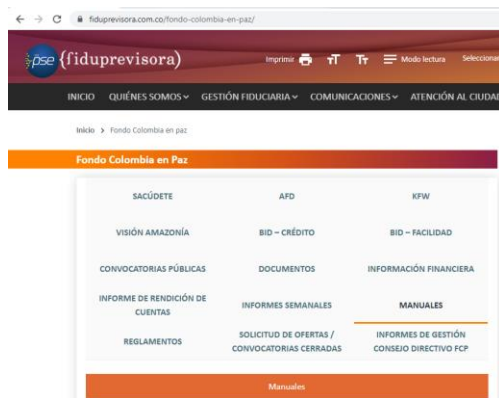 fiduprevisora.com.co/fondo-colombia-en-paz/
pse {fiduprevisora) Imprimir Modo lectura Seleccionar
INICIO QUIÉNES SOMOS GESTIÓN FIDUCIARIA COMUNICACIONES ATENCIÓN AL CIUDAD
Inicio > Fondo Colombia en paz
Fondo Colombia en Paz
SACÚDETE AFD KFW
VISIÓN AMAZONÍA BID – CRÉDITO BID – FACILIDAD
CONVOCATORIAS PÚBLICAS DOCUMENTOS INFORMACIÓN FINANCIERA
INFORME DE RENDICIÓN DE CUENTAS INFORMES SEMANALES MANUALES
REGLAMENTOS SOLICITUD DE OFERTAS / CONVOCATORIAS CERRADAS INFORMES DE GESTIÓN CONSEJO DIRECTIVO FCP
Manuales